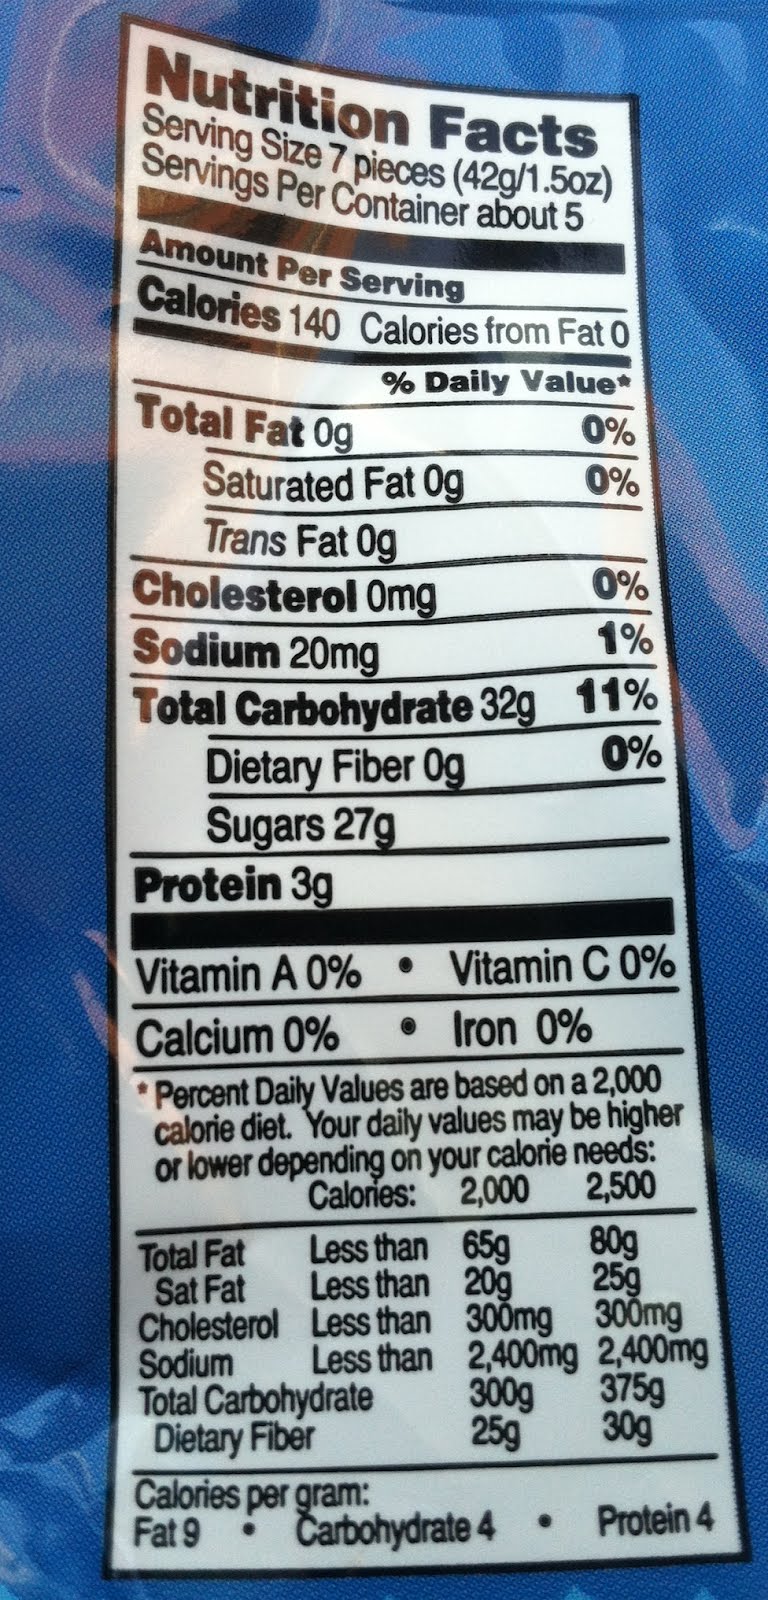 Nutrition Facts
Serving Size 7 pieces (42g/1.5oz)
Servings Per Container about 5
Amount Per Serving
Calories 140 Calories from Fat 0
% Daily Value*
Total Fat 0g 0%
Saturated Fat 0g 0%
Trans Fat 0g
Cholesterol 0mg 0%
Sodium 20mg 1%
Total Carbohydrate 32g 11%
Dietary Fiber 0g 0%
Sugars 27g
Protein 3g
Vitamin A 0% • Vitamin C 0%
Calcium 0% • Iron 0%
* Percent Daily Values are based on a 2,000
calorie diet. Your daily values may be higher
or lower depending on your calorie needs:
Calories: 2,000 2,500
Total Fat Less than 65g 80g
Sat Fat Less than 20g 25g
Cholesterol Less than 300mg 300mg
Sodium Less than 2,400mg 2,400mg
Total Carbohydrate 300g 375g
Dietary Fiber 25g 30g
Calories per gram:
Fat 9 • Carbohydrate 4 • Protein 4